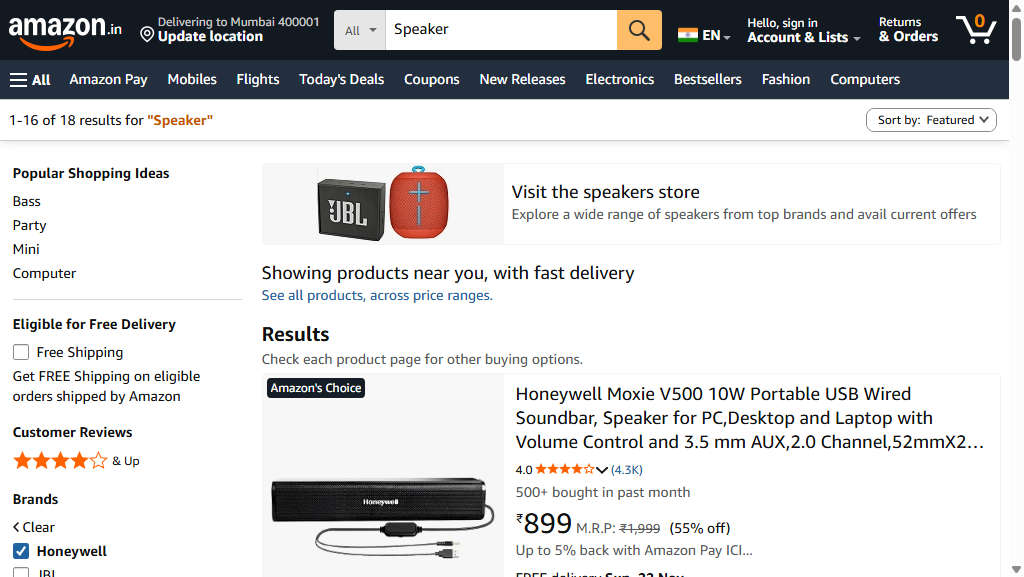 amazon.in
Delivering to Mumbai 400001
Update location
All
Speaker
EN
Hello, sign in
Account & Lists
Returns
& Orders
0
All
Amazon Pay
Mobiles
Flights
Today's Deals
Coupons
New Releases
Electronics
Bestsellers
Fashion
Computers
1-16 of 18 results for "Speaker"
Sort by: Featured
Popular Shopping Ideas
Bass
Party
Mini
Computer
Eligible for Free Delivery
Free Shipping
Get FREE Shipping on eligible
orders shipped by Amazon
Customer Reviews
& Up
Brands
Clear
Honeywell
JBL
JBL
Visit the speakers store
Explore a wide range of speakers from top brands and avail current offers
Showing products near you, with fast delivery
See all products, across price ranges.
Results
Check each product page for other buying options.
Amazon's Choice
Honeywell
Honeywell Moxie V500 10W Portable USB Wired
Soundbar, Speaker for PC,Desktop and Laptop with
Volume Control and 3.5 mm AUX,2.0 Channel,52mmX2...
4.0 (4.3K)
500+ bought in past month
₹899 M.R.P: ₹1,999 (55% off)
Up to 5% back with Amazon Pay ICI...
FREE delivery Sun, 23 Nov